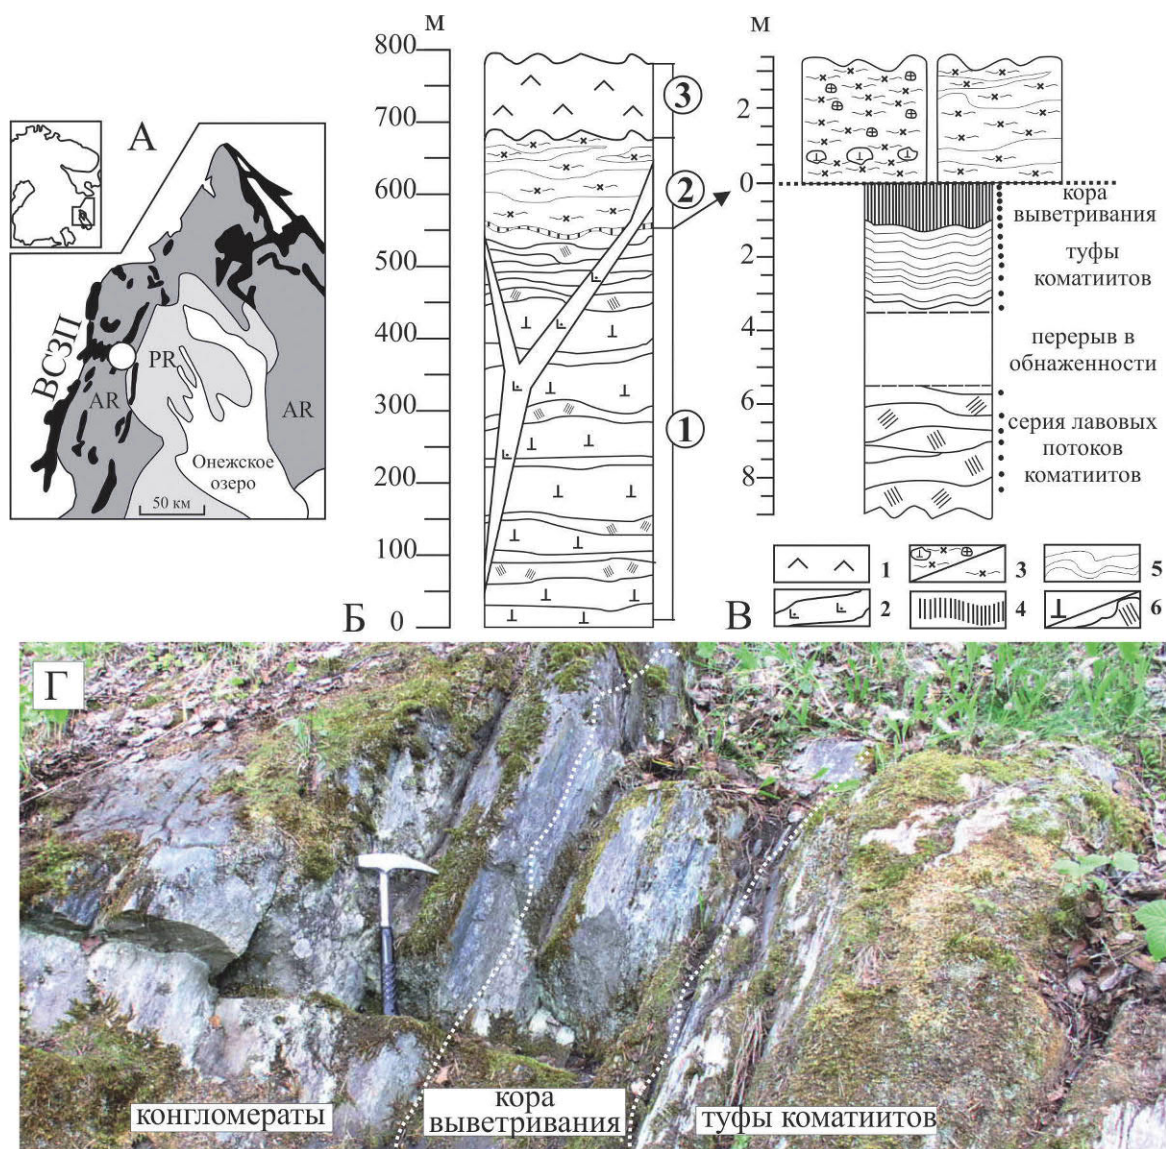 А
ВСЗП
PR
AR
AR
Онежское
озеро
50 км
Б
м
800
700
600
500
400
300
200
100
0
3
2
1
В
м
2
0
2
4
6
8
кора
выветривания
туфы
коматиитов
перерыв в
обнаженности
серия лавовых
потоков
коматиитов
1
3
5
2
4
6
Г
конгломераты
кора
выветривания
туфы коматиитов